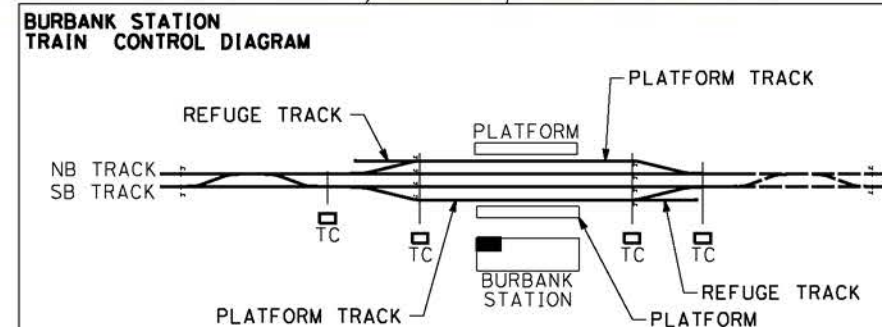 BURBANK STATION
TRAIN CONTROL DIAGRAM
PLATFORM TRACK
REFUGE TRACK
PLATFORM
NB TRACK
SB TRACK
TC
TC
TC
TC
BURBANK
STATION
REFUGE TRACK
PLATFORM TRACK
PLATFORM